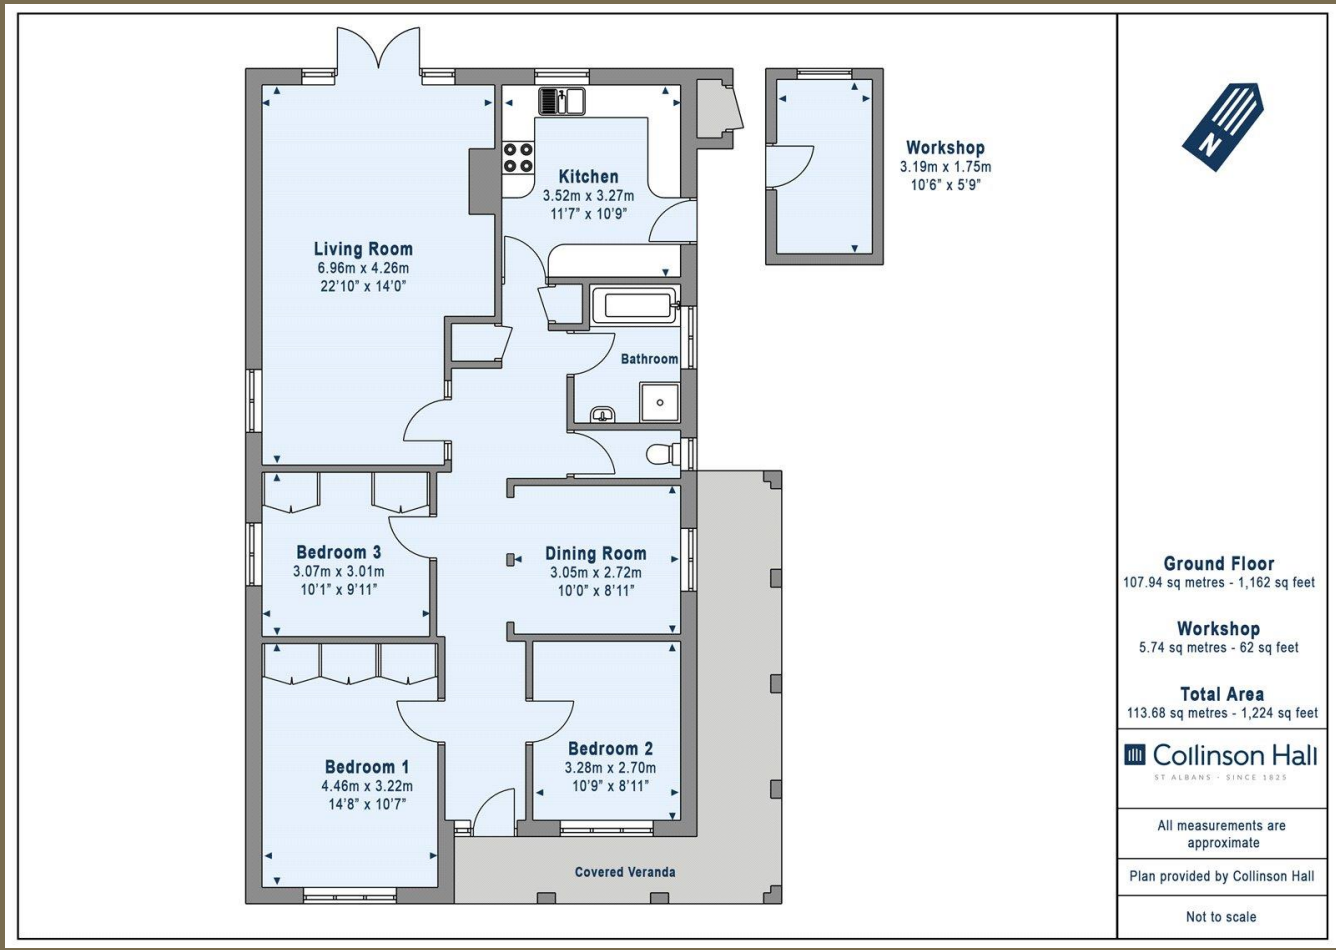 Living Room
6.96m x 4.26m
22'10" x 14'0"
Kitchen
3.52m x 3.27m
11'7" x 10'9"
Workshop
3.19m x 1.75m
10'6" x 5'9"
Bathroom
Bedroom 3
3.07m x 3.01m
10'1" x 9'11"
Dining Room
3.05m x 2.72m
10'0" x 8'11"
Bedroom 1
4.46m x 3.22m
14'8" x 10'7"
Bedroom 2
3.28m x 2.70m
10'9" x 8'11"
Covered Veranda
N
Ground Floor
107.94 sq metres - 1,162 sq feet
Workshop
5.74 sq metres - 62 sq feet
Total Area
113.68 sq metres - 1,224 sq feet
Collinson Hall
ST ALBANS · SINCE 1825
All measurements are
approximate
Plan provided by Collinson Hall
Not to scale